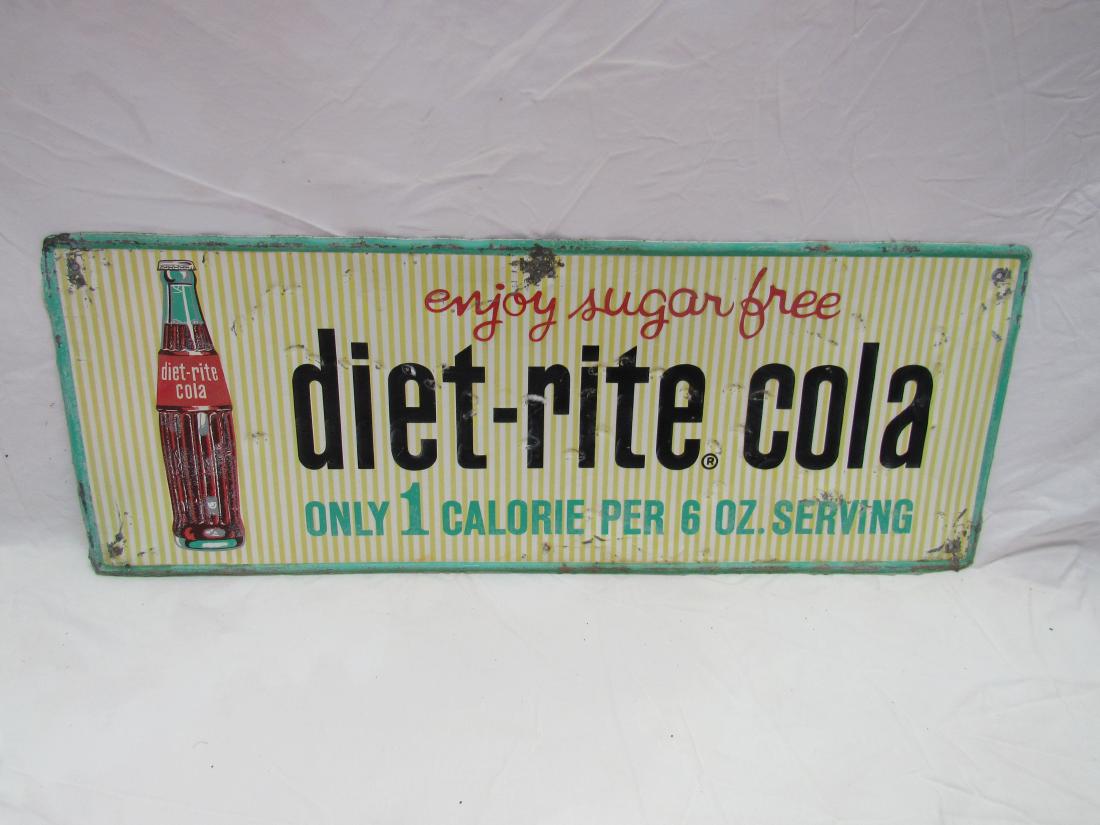 enjoy sugar free
diet-rite® cola
ONLY 1 CALORIE PER 6 OZ. SERVING
diet-rite
cola